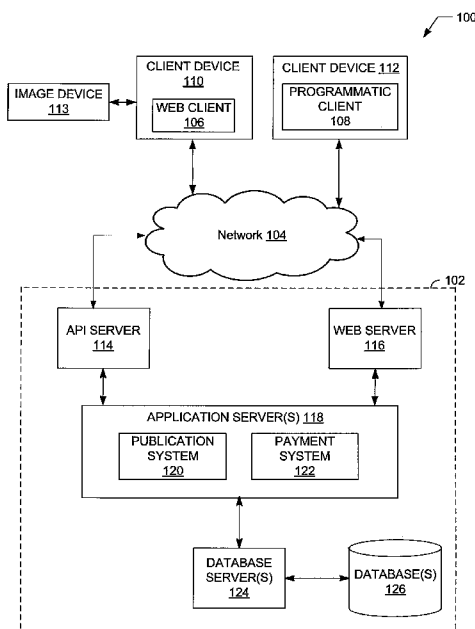 100
CLIENT DEVICE
110
WEB CLIENT
106
CLIENT DEVICE 112
PROGRAMMATIC
CLIENT
108
IMAGE DEVICE
113
Network 104
102
API SERVER
114
WEB SERVER
116
APPLICATION SERVER(S) 118
PUBLICATION
SYSTEM
120
PAYMENT
SYSTEM
122
DATABASE
SERVER(S)
124
DATABASE(S)
126